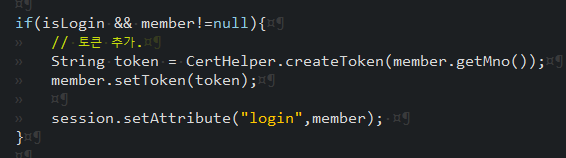 if(isLogin && member!=null){
// 토큰 추가.
String token = CertHelper.createToken(member.getMno());
member.setToken(token);
session.setAttribute("login",member);
}